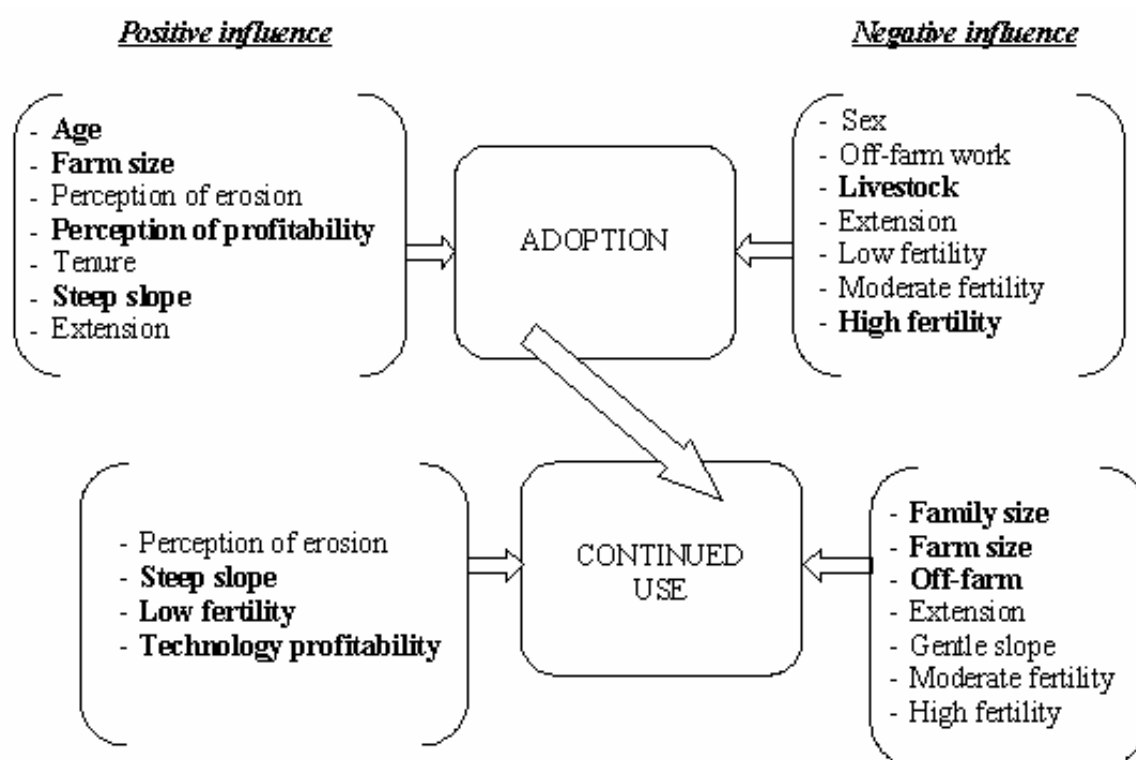 Positive influence
Negative influence
- Age
- Farm size
- Perception of erosion
- Perception of profitability
- Tenure
- Steep slope
- Extension
ADOPTION
- Sex
- Off-farm work
- Livestock
- Extension
- Low fertility
- Moderate fertility
- High fertility
- Perception of erosion
- Steep slope
- Low fertility
- Technology profitability
CONTINUED
USE
- Family size
- Farm size
- Off-farm
- Extension
- Gentle slope
- Moderate fertility
- High fertility